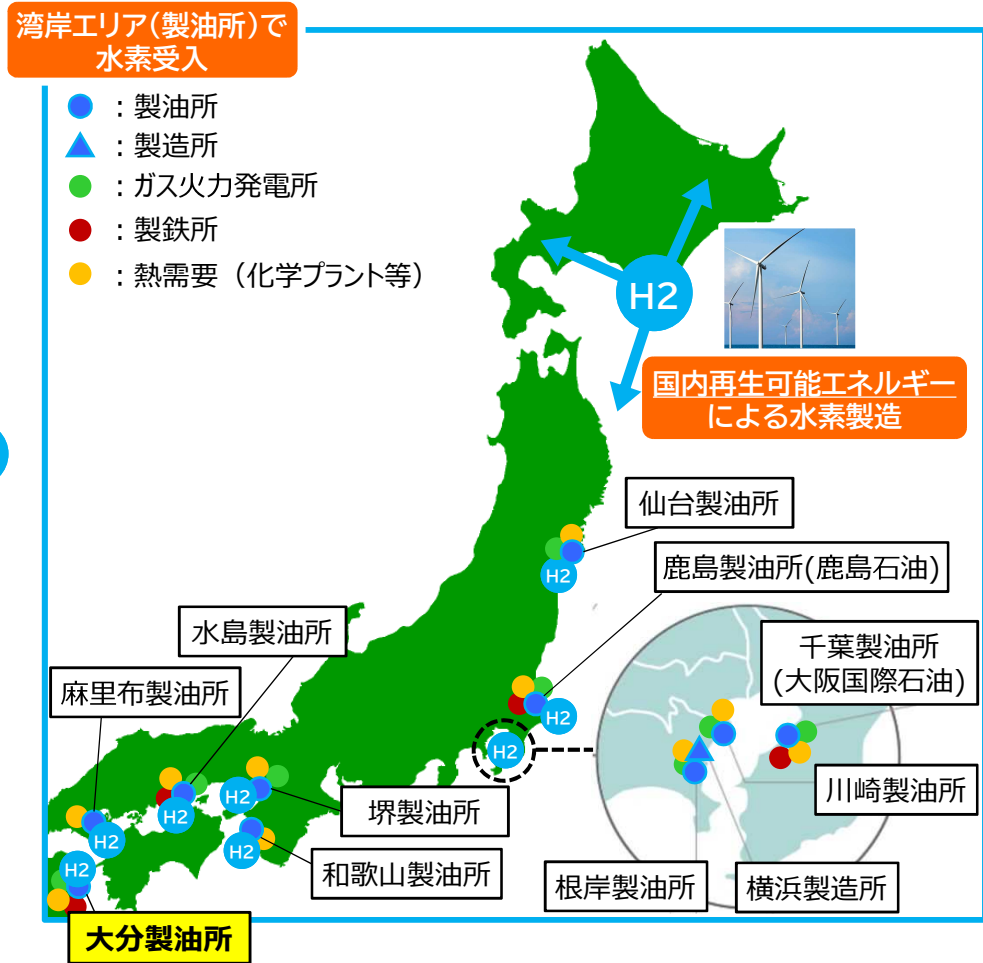 湾岸エリア(製油所)で
水素受入
：製油所
：製造所
：ガス火力発電所
：製鉄所
：熱需要（化学プラント等）
H2
国内再生可能エネルギー
による水素製造
仙台製油所
H2
鹿島製油所(鹿島石油)
H2
水島製油所
千葉製油所
(大阪国際石油)
麻里布製油所
H2
川崎製油所
H2
H2
堺製油所
H2
H2
和歌山製油所
根岸製油所
横浜製造所
H2
大分製油所